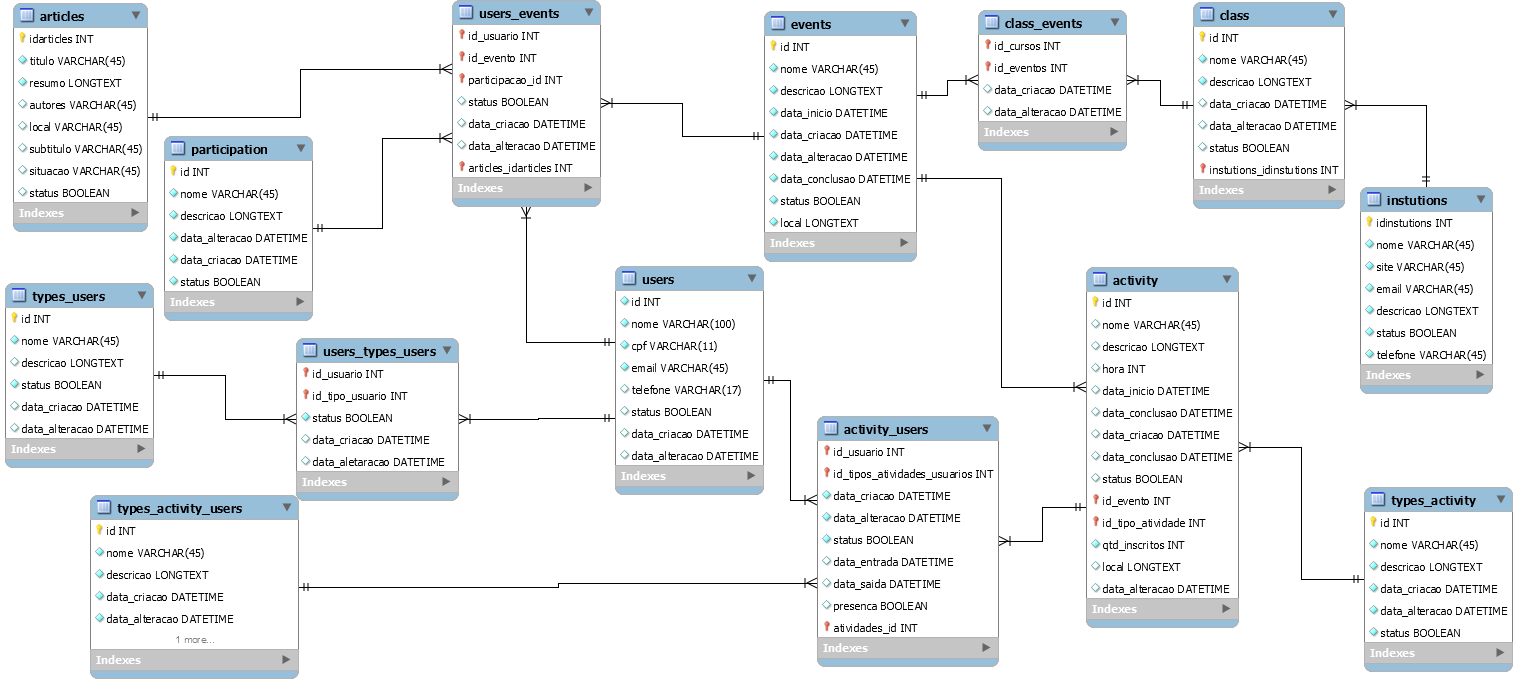 articles
idarticles INT
titulo VARCHAR(45)
resumo LONGTEXT
autores VARCHAR(45)
local VARCHAR(45)
subtitulo VARCHAR(45)
situacao VARCHAR(45)
status BOOLEAN
Indexes
participation
id INT
nome VARCHAR(45)
descricao LONGTEXT
data_alteracao DATETIME
data_criacao DATETIME
status BOOLEAN
Indexes
users_events
id_usuario INT
id_evento INT
participacao_id INT
status BOOLEAN
data_criacao DATETIME
data_alteracao DATETIME
articles_idarticles INT
Indexes
events
id INT
nome VARCHAR(45)
descricao LONGTEXT
data_inicio DATETIME
data_criacao DATETIME
data_alteracao DATETIME
data_conclusao DATETIME
status BOOLEAN
local LONGTEXT
Indexes
class_events
id_cursos INT
id_eventos INT
data_criacao DATETIME
data_alteracao DATETIME
Indexes
class
id INT
nome VARCHAR(45)
descricao LONGTEXT
data_criacao DATETIME
data_alteracao DATETIME
status BOOLEAN
instutions_idinstutions INT
Indexes
instutions
idinstutions INT
nome VARCHAR(45)
site VARCHAR(45)
email VARCHAR(45)
descricao LONGTEXT
status BOOLEAN
telefone VARCHAR(45)
Indexes
types_users
id INT
nome VARCHAR(45)
descricao LONGTEXT
status BOOLEAN
data_criacao DATETIME
data_alteracao DATETIME
Indexes
users_types_users
id_usuario INT
id_tipo_usuario INT
status BOOLEAN
data_criacao DATETIME
data_aletaracao DATETIME
Indexes
users
id INT
nome VARCHAR(100)
cpf VARCHAR(11)
email VARCHAR(45)
telefone VARCHAR(17)
status BOOLEAN
data_criacao DATETIME
data_alteracao DATETIME
Indexes
activity
id INT
nome VARCHAR(45)
descricao LONGTEXT
hora INT
data_inicio DATETIME
data_conclusao DATETIME
data_criacao DATETIME
data_conclusao DATETIME
status BOOLEAN
id_evento INT
id_tipo_atividade INT
qtd_inscritos INT
local LONGTEXT
data_alteracao DATETIME
Indexes
types_activity_users
id INT
nome VARCHAR(45)
descricao LONGTEXT
data_criacao DATETIME
data_alteracao DATETIME
1 more...
Indexes
activity_users
id_usuario INT
id_tipos_atividades_usuarios INT
data_criacao DATETIME
data_alteracao DATETIME
status BOOLEAN
data_entrada DATETIME
data_saida DATETIME
presenca BOOLEAN
atividades_id INT
Indexes
types_activity
id INT
nome VARCHAR(45)
descricao LONGTEXT
data_criacao DATETIME
data_alteracao DATETIME
status BOOLEAN
Indexes